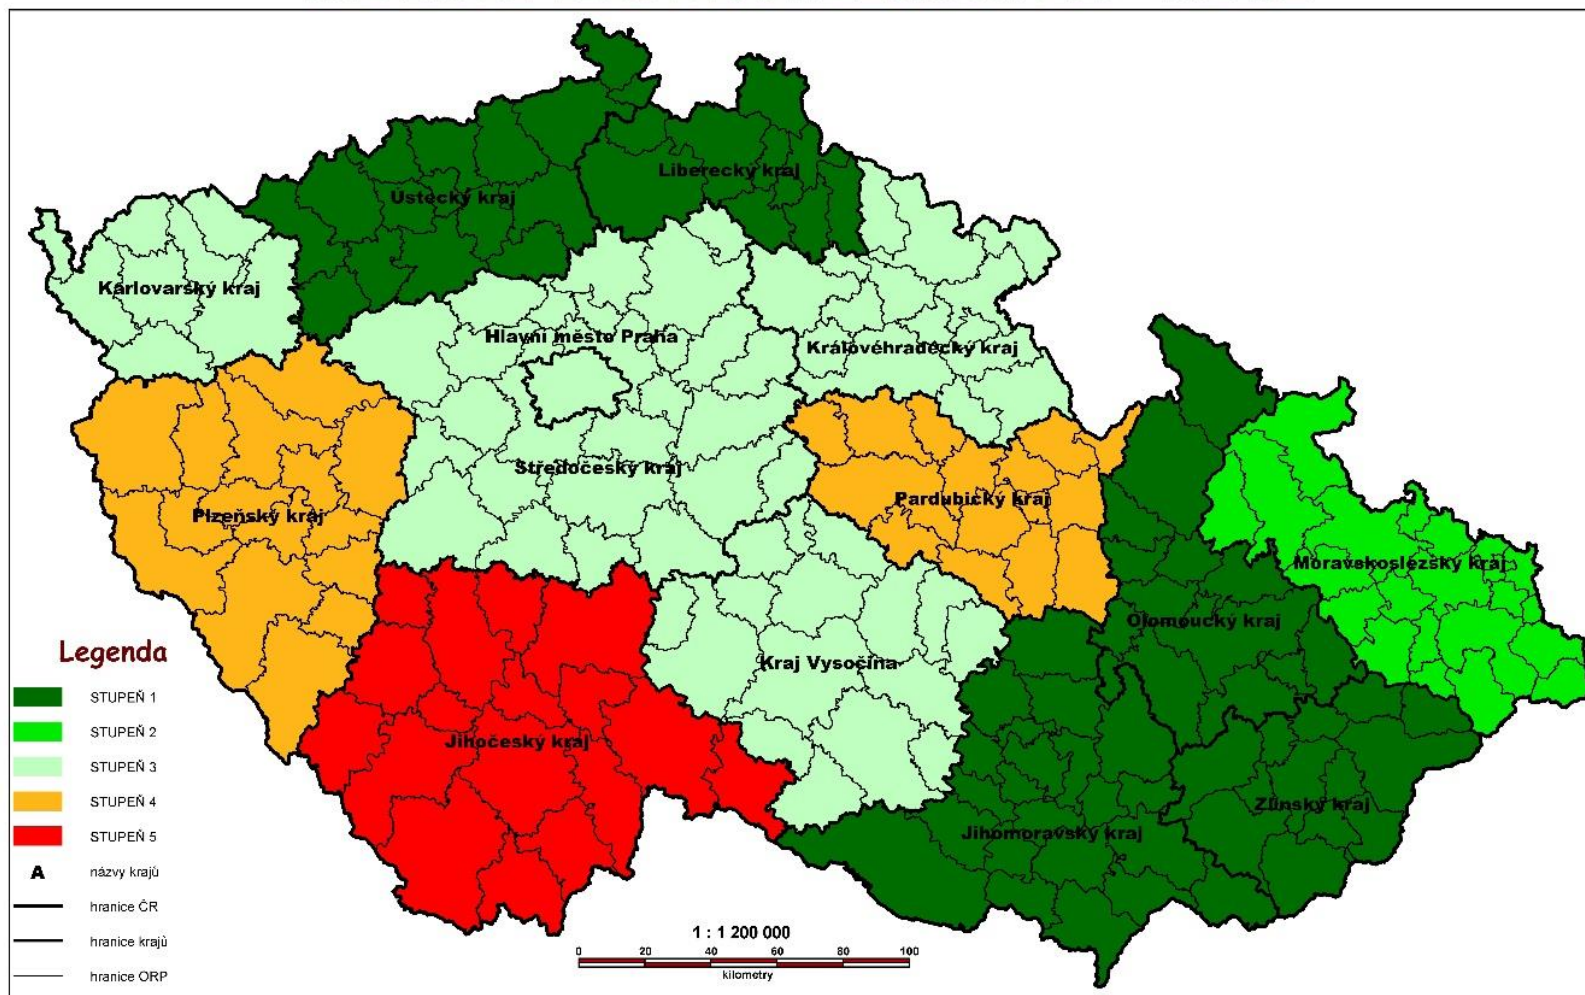 Liberecký kraj
Ústecký kraj
Karlovarský kraj
Hlavní město Praha
Královéhradecký kraj
Středočeský kraj
Pardubický kraj
Plzeňský kraj
Moravskoslezský kraj
Olomoucký kraj
Kraj Vysočina
Jihočeský kraj
Zlínský kraj
Jihomoravský kraj
Legenda
STUPEŇ 1
STUPEŇ 2
STUPEŇ 3
STUPEŇ 4
STUPEŇ 5
A názvy krajů
hranice ČR
hranice krajů
hranice ORP
1 : 1 200 000
0 20 40 60 80 100
kilometry